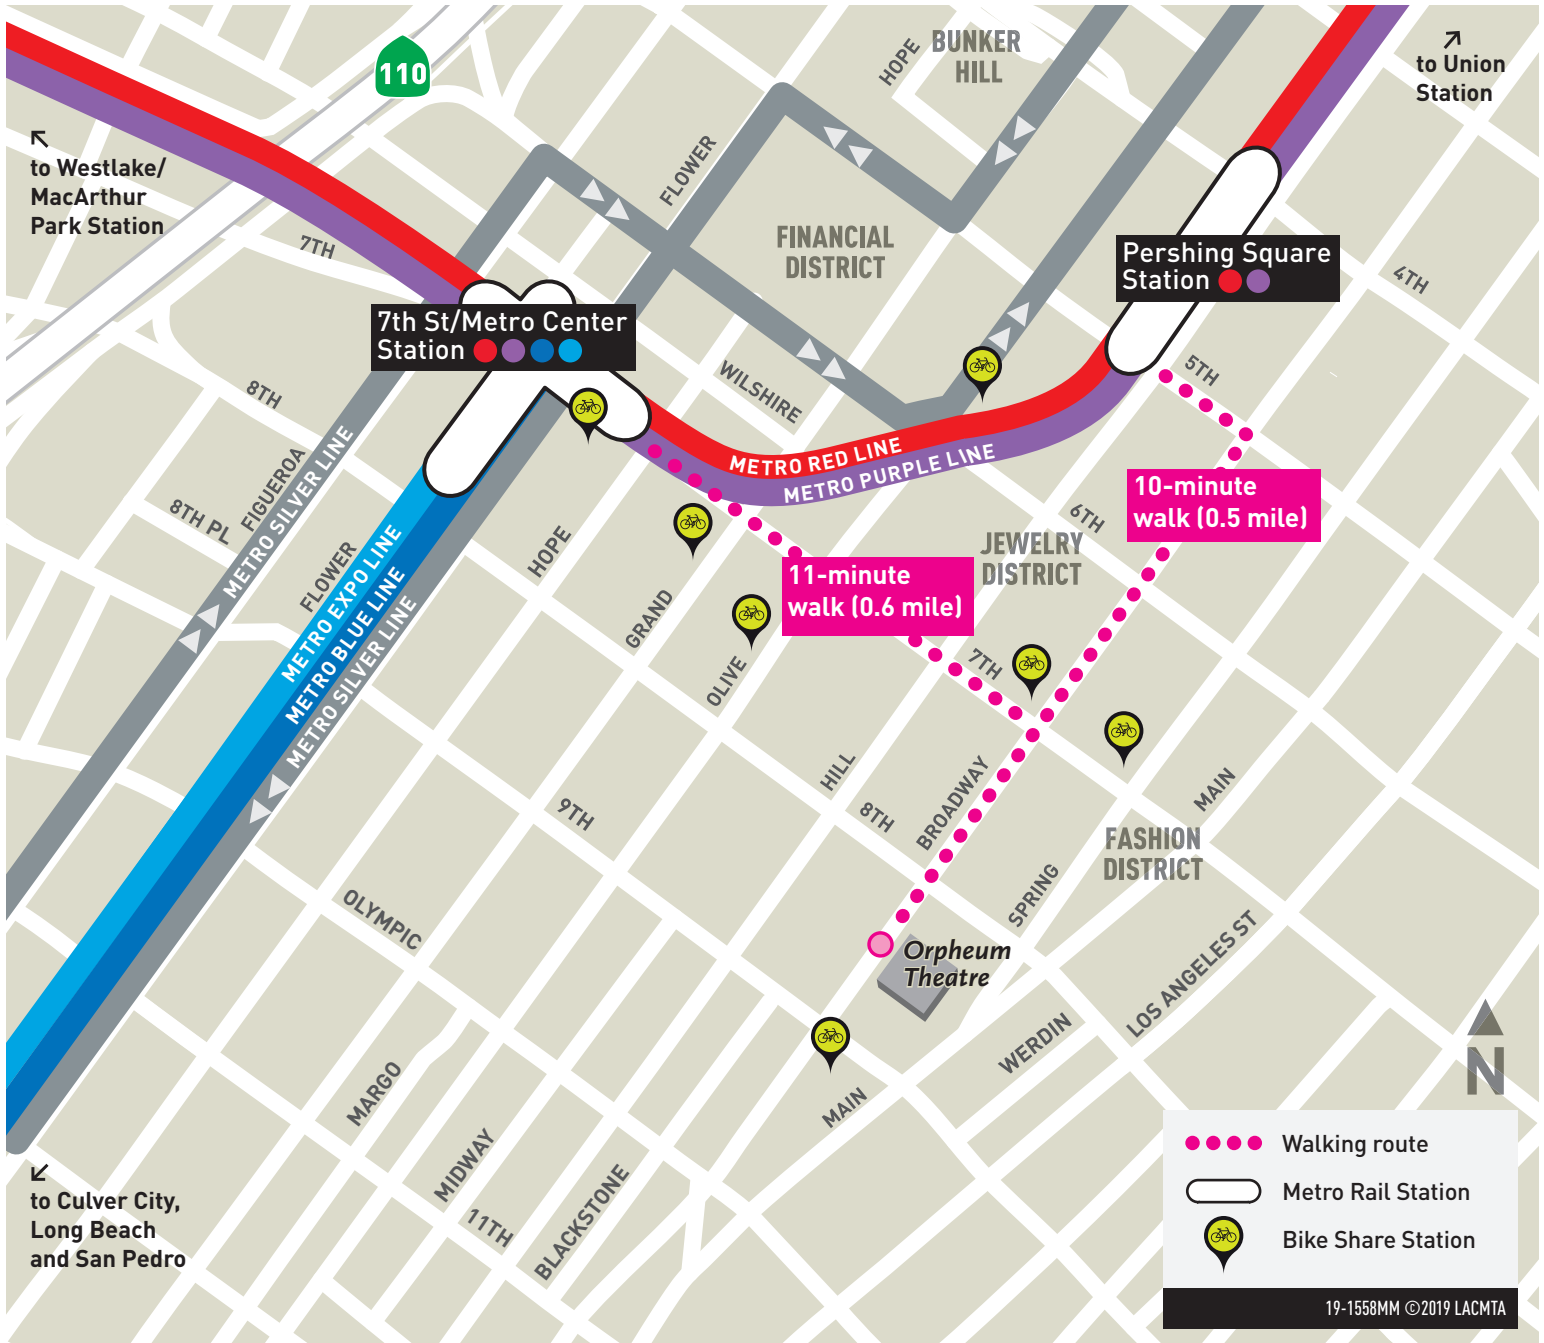 110
HOPE
BUNKER
HILL
to Union
Station
to Westlake/
MacArthur
Park Station
FLOWER
7TH
FINANCIAL
DISTRICT
Pershing Square
Station
4TH
7th St/Metro Center
Station
5TH
8TH
WILSHIRE
METRO RED LINE
METRO PURPLE LINE
10-minute
walk (0.5 mile)
FIGUEROA
METRO SILVER LINE
8TH PL
6TH
JEWELRY
DISTRICT
11-minute
walk (0.6 mile)
HOPE
FLOWER
METRO EXPO LINE
METRO BLUE LINE
METRO SILVER LINE
GRAND
OLIVE
7TH
HILL
8TH
BROADWAY
MAIN
9TH
FASHION
DISTRICT
SPRING
OLYMPIC
Orpheum
Theatre
LOS ANGELES ST
WERDIN
MAIN
MARGO
MIDWAY
11TH
BLACKSTONE
N
to Culver City,
Long Beach
and San Pedro
Walking route
Metro Rail Station
Bike Share Station
19-1558MM ©2019 LACMTA